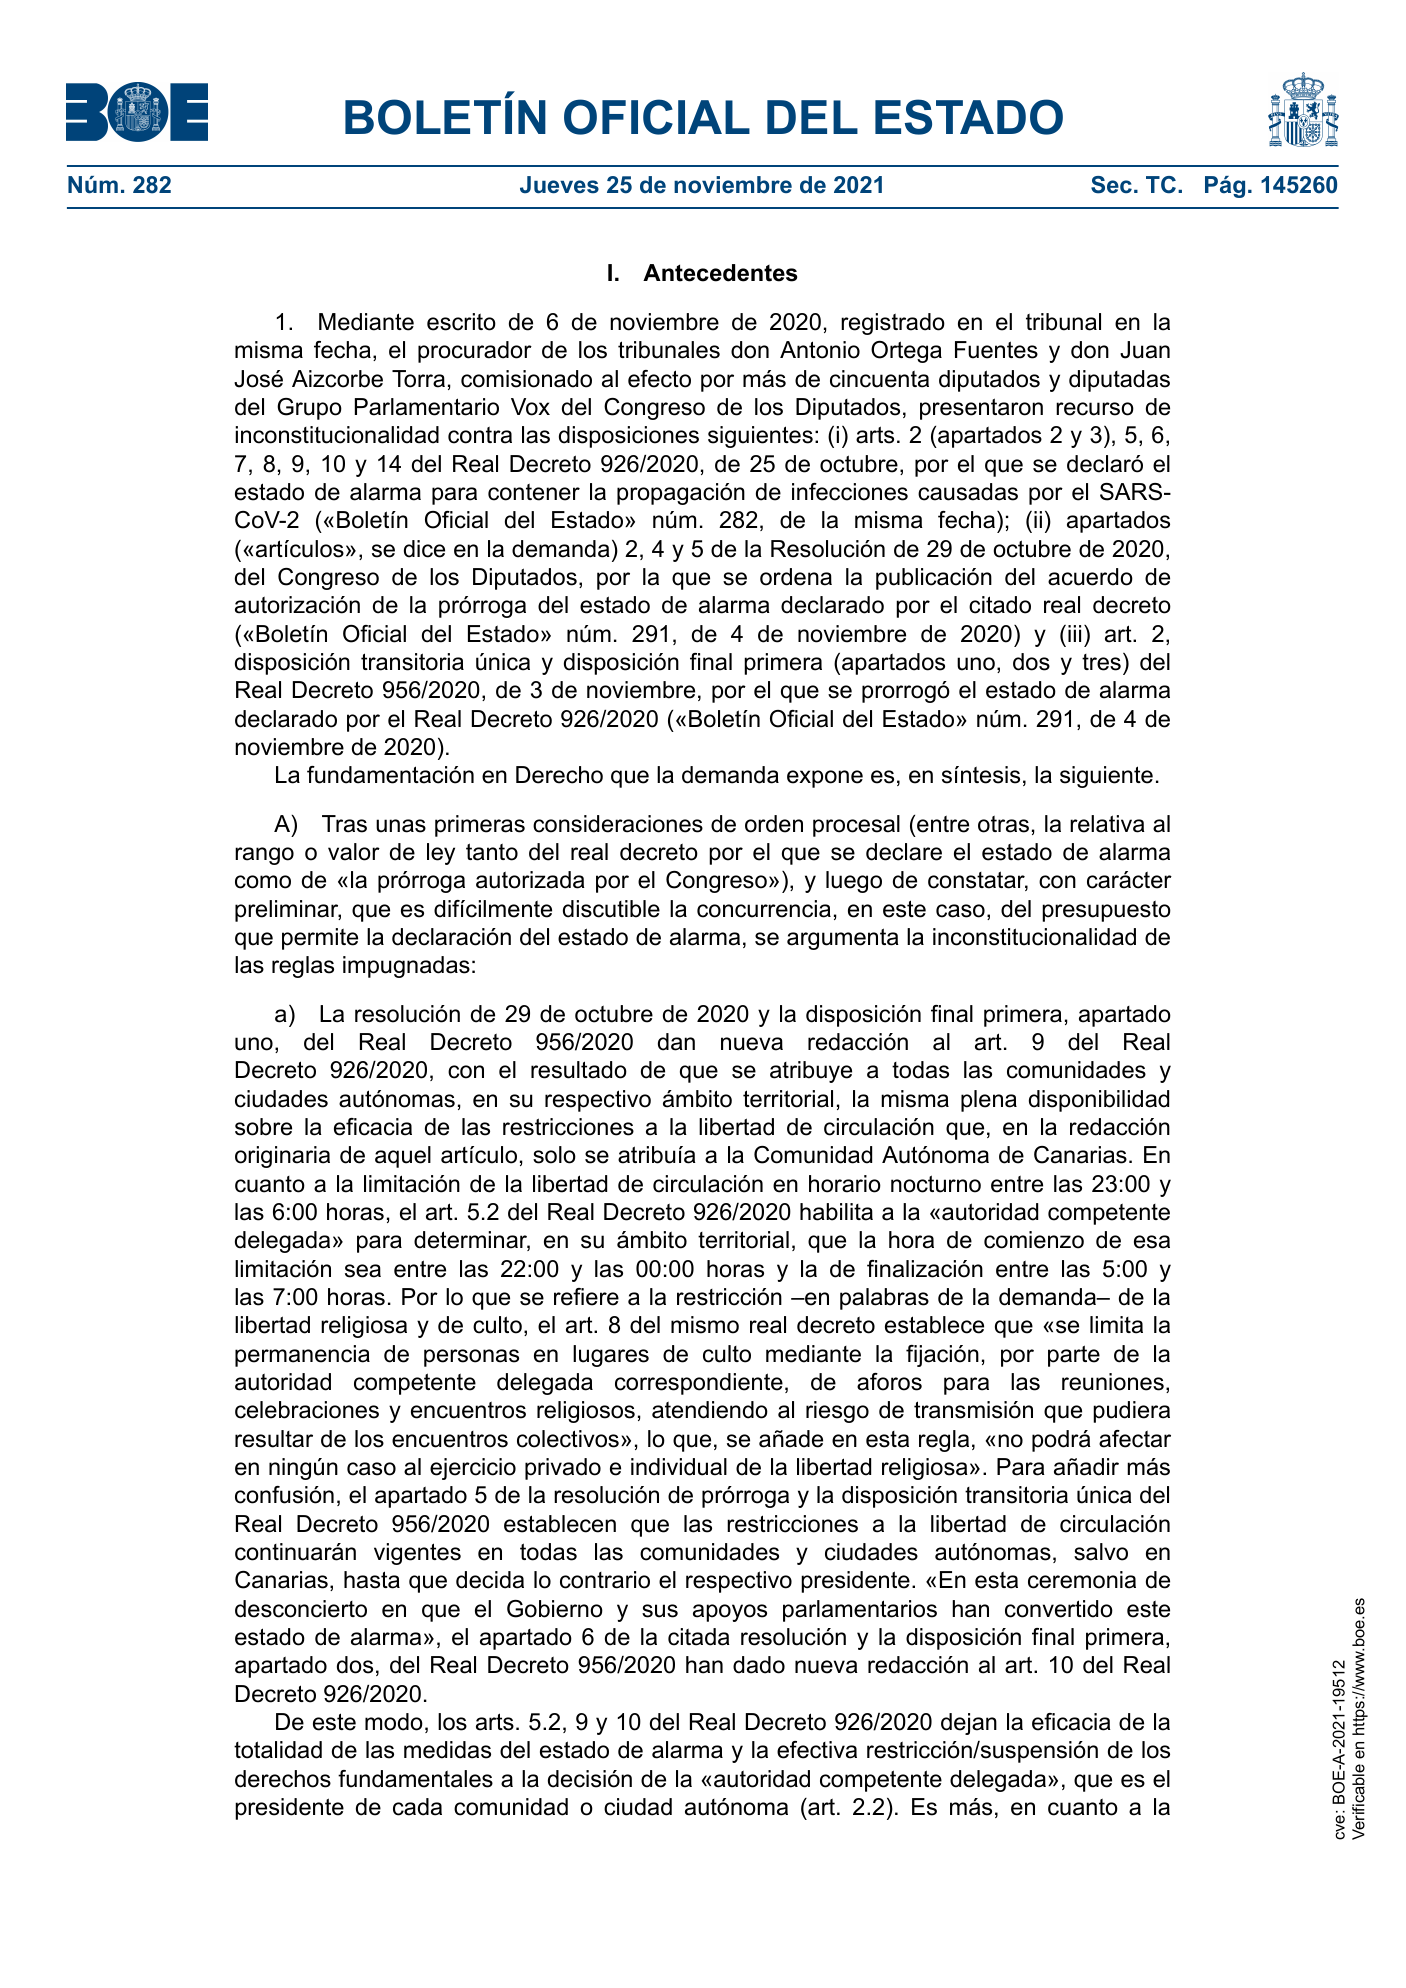 BOE
BOLETÍN OFICIAL DEL ESTADO
Núm. 282
Jueves 25 de noviembre de 2021
Sec. TC. Pág. 145260
I. Antecedentes
1. Mediante escrito de 6 de noviembre de 2020, registrado en el tribunal en la
misma fecha, el procurador de los tribunales don Antonio Ortega Fuentes y don Juan
José Aizcorbe Torra, comisionado al efecto por más de cincuenta diputados y diputadas
del Grupo Parlamentario Vox del Congreso de los Diputados, presentaron recurso de
inconstitucionalidad contra las disposiciones siguientes: (i) arts. 2 (apartados 2 y 3), 5, 6,
7, 8, 9, 10 y 14 del Real Decreto 926/2020, de 25 de octubre, por el que se declaró el
estado de alarma para contener la propagación de infecciones causadas por el SARS-
CoV-2 («Boletín Oficial del Estado» núm. 282, de la misma fecha); (ii) apartados
(«artículos», se dice en la demanda) 2, 4 y 5 de la Resolución de 29 de octubre de 2020,
del Congreso de los Diputados, por la que se ordena la publicación del acuerdo de
autorización de la prórroga del estado de alarma declarado por el citado real decreto
(«Boletín Oficial del Estado» núm. 291, de 4 de noviembre de 2020) y (iii) art. 2,
disposición transitoria única y disposición final primera (apartados uno, dos y tres) del
Real Decreto 956/2020, de 3 de noviembre, por el que se prorrogó el estado de alarma
declarado por el Real Decreto 926/2020 («Boletín Oficial del Estado» núm. 291, de 4 de
noviembre de 2020).
La fundamentación en Derecho que la demanda expone es, en síntesis, la siguiente.
A) Tras unas primeras consideraciones de orden procesal (entre otras, la relativa al
rango o valor de ley tanto del real decreto por el que se declare el estado de alarma
como de «la prórroga autorizada por el Congreso»), y luego de constatar, con carácter
preliminar, que es difícilmente discutible la concurrencia, en este caso, del presupuesto
que permite la declaración del estado de alarma, se argumenta la inconstitucionalidad de
las reglas impugnadas:
a) La resolución de 29 de octubre de 2020 y la disposición final primera, apartado
uno, del Real Decreto 956/2020 dan nueva redacción al art. 9 del Real
Decreto 926/2020, con el resultado de que se atribuye a todas las comunidades y
ciudades autónomas, en su respectivo ámbito territorial, la misma plena disponibilidad
sobre la eficacia de las restricciones a la libertad de circulación que, en la redacción
originaria de aquel artículo, solo se atribuía a la Comunidad Autónoma de Canarias. En
cuanto a la limitación de la libertad de circulación en horario nocturno entre las 23:00 y
las 6:00 horas, el art. 5.2 del Real Decreto 926/2020 habilita a la «autoridad competente
delegada» para determinar, en su ámbito territorial, que la hora de comienzo de esa
limitación sea entre las 22:00 y las 00:00 horas y la de finalización entre las 5:00 y
las 7:00 horas. Por lo que se refiere a la restricción –en palabras de la demanda– de la
libertad religiosa y de culto, el art. 8 del mismo real decreto establece que «se limita la
permanencia de personas en lugares de culto mediante la fijación, por parte de la
autoridad competente delegada correspondiente, de aforos para las reuniones,
celebraciones y encuentros religiosos, atendiendo al riesgo de transmisión que pudiera
resultar de los encuentros colectivos», lo que, se añade en esta regla, «no podrá afectar
en ningún caso al ejercicio privado e individual de la libertad religiosa». Para añadir más
confusión, el apartado 5 de la resolución de prórroga y la disposición transitoria única del
Real Decreto 956/2020 establecen que las restricciones a la libertad de circulación
continuarán vigentes en todas las comunidades y ciudades autónomas, salvo en
Canarias, hasta que decida lo contrario el respectivo presidente. «En esta ceremonia de
desconcierto en que el Gobierno y sus apoyos parlamentarios han convertido este
estado de alarma», el apartado 6 de la citada resolución y la disposición final primera,
apartado dos, del Real Decreto 956/2020 han dado nueva redacción al art. 10 del Real
Decreto 926/2020.
De este modo, los arts. 5.2, 9 y 10 del Real Decreto 926/2020 dejan la eficacia de la
totalidad de las medidas del estado de alarma y la efectiva restricción/suspensión de los
derechos fundamentales a la decisión de la «autoridad competente delegada», que es el
presidente de cada comunidad o ciudad autónoma (art. 2.2). Es más, en cuanto a la
cve: BOE-A-2021-19512
Verificable en https://www.boe.es